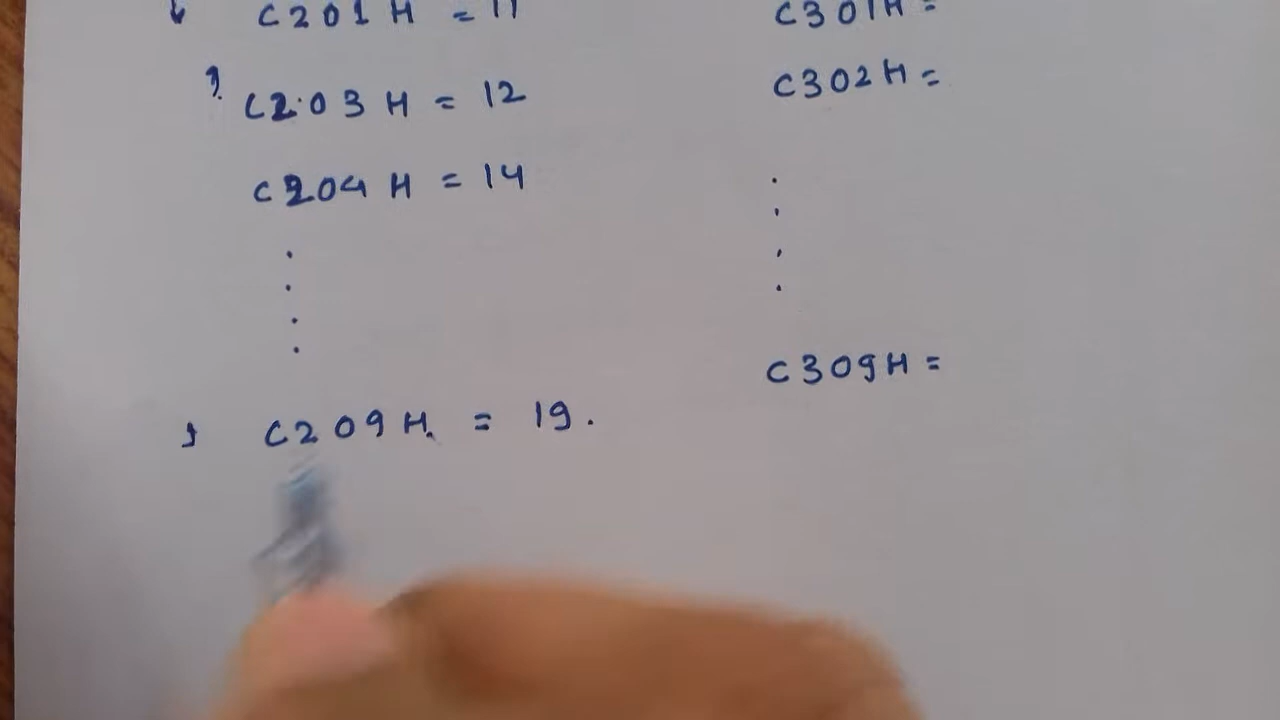 C201H = 11
C301H =
C203H = 12
C302H =
C204H = 14
C309H =
C209H. = 19.